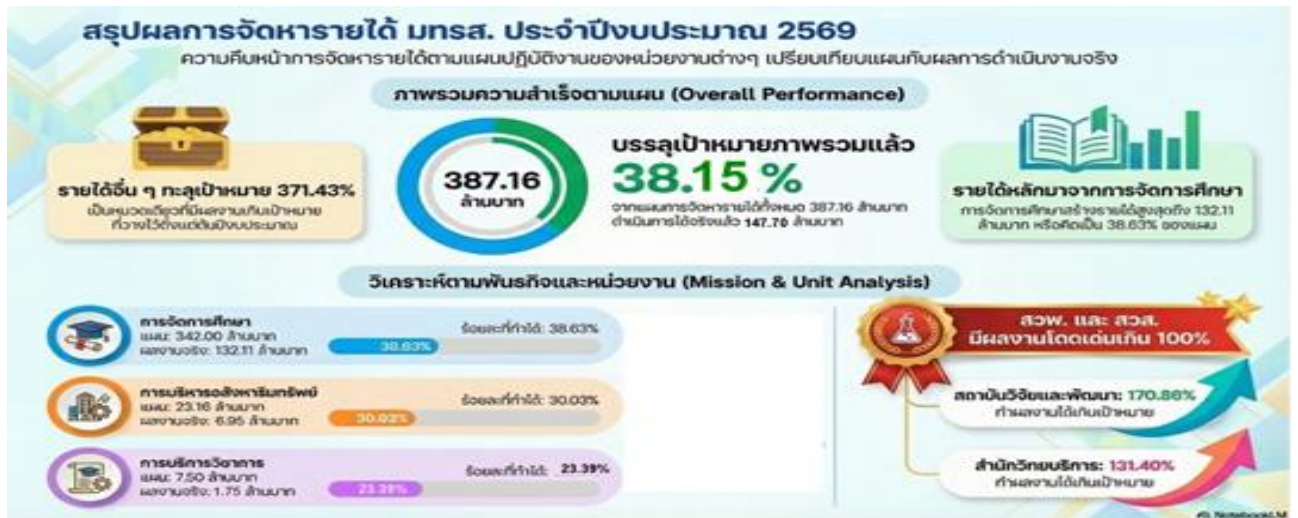 สรุปผลการจัดหารายได้ มทรส. ประจำปีงบประมาณ 2569
ความคืบหน้าการจัดหารายได้ตามแผนปฏิบัติงานของหน่วยงานต่างๆ เปรียบเทียบแผนกับผลการดำเนินงานจริง
ภาพรวมความสำเร็จตามแผน (Overall Performance)
รายได้อื่น ๆ ทะลุเป้าหมาย 371.43%
เป็นหมวดเดียวที่มีผลงานเกินเป้าหมาย
ที่วางไว้ตั้งแต่ต้นปีงบประมาณ
387.16
ล้านบาท
บรรลุเป้าหมายภาพรวมแล้ว
38.15 %
จากแผนการจัดหารายได้ทั้งหมด 387.16 ล้านบาท
ดำเนินการได้จริงแล้ว 147.70 ล้านบาท
รายได้หลักมาจากการจัดการศึกษา
การจัดการศึกษาสร้างรายได้สูงสุดถึง 132.11
ล้านบาท หรือคิดเป็น 38.63% ของแผน
วิเคราะห์ตามพันธกิจและหน่วยงาน (Mission & Unit Analysis)
การจัดการศึกษา
แผน: 342.00 ล้านบาท
ผลงานจริง: 132.11 ล้านบาท
ร้อยละที่ทำได้: 38.63%
38.63%
การบริหารอสังหาริมทรัพย์
แผน: 23.16 ล้านบาท
ผลงานจริง: 6.95 ล้านบาท
ร้อยละที่ทำได้: 30.03%
30.03%
การบริการวิชาการ
แผน: 7.50 ล้านบาท
ผลงานจริง: 1.75 ล้านบาท
ร้อยละที่ทำได้: 23.39%
23.39%
สวพ. และ สวส.
มีผลงานโดดเด่นเกิน 100%
สถาบันวิจัยและพัฒนา: 170.86%
ทำผลงานได้เกินเป้าหมาย
สำนักวิทยบริการ: 131.40%
ทำผลงานได้เกินเป้าหมาย
NotebookLM